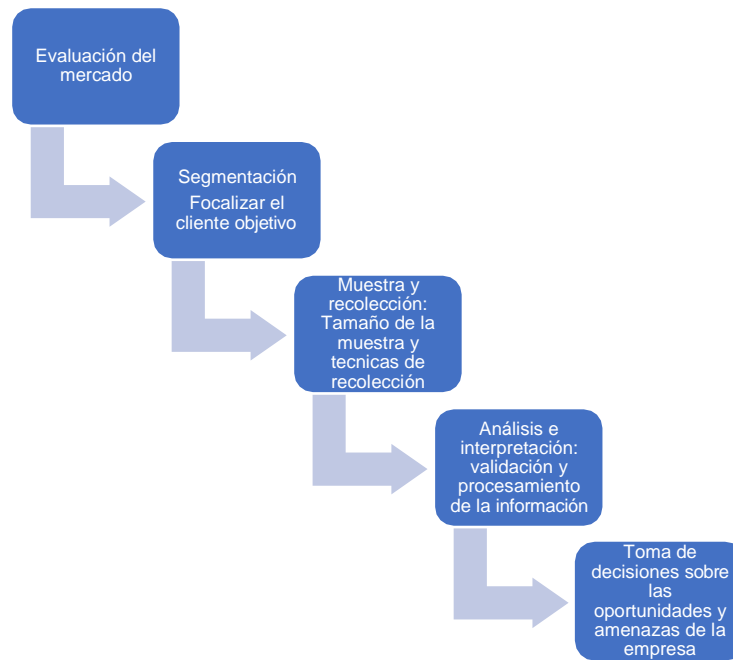 Evaluación del
mercado
Segmentación
Focalizar el
cliente objetivo
Muestra y
recolección:
Tamaño de la
muestra y
tecnicas de
recolección
Análisis e
interpretación:
validación y
procesamiento
de la información
Toma de
decisiones sobre
las
oportunidades y
amenazas de la
empresa